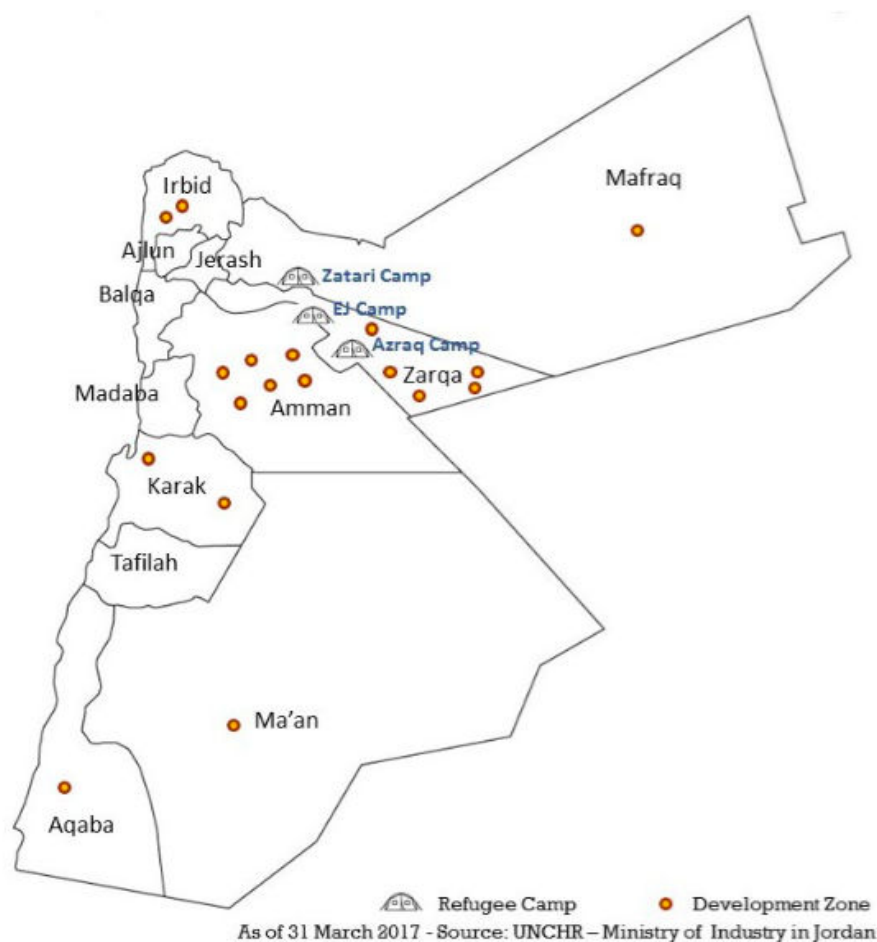 Mafraq
Irbid
Ajlun
Jerash
Zatari Camp
Balqa
EJ Camp
Azraq Camp
Zarqa
Madaba
Amman
Karak
Tafilah
Ma'an
Aqaba
Refugee Camp
Development Zone
As of 31 March 2017 - Source: UNCHR – Ministry of Industry in Jordan